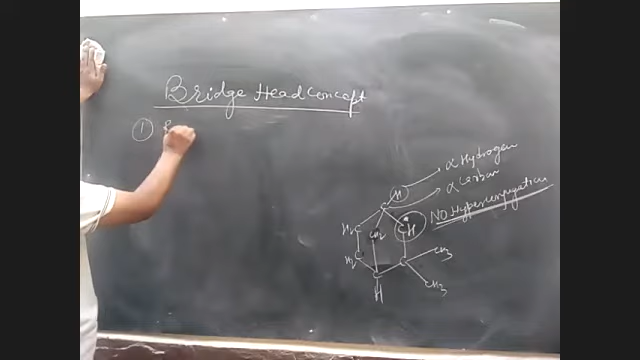 Bridge Head Concept
①
H
α Hydrogen
α Carbon
NO Hyperconjugation
C
H₂C
CH₂
CH
H₂C
C
C
CH₃
CH₃
H